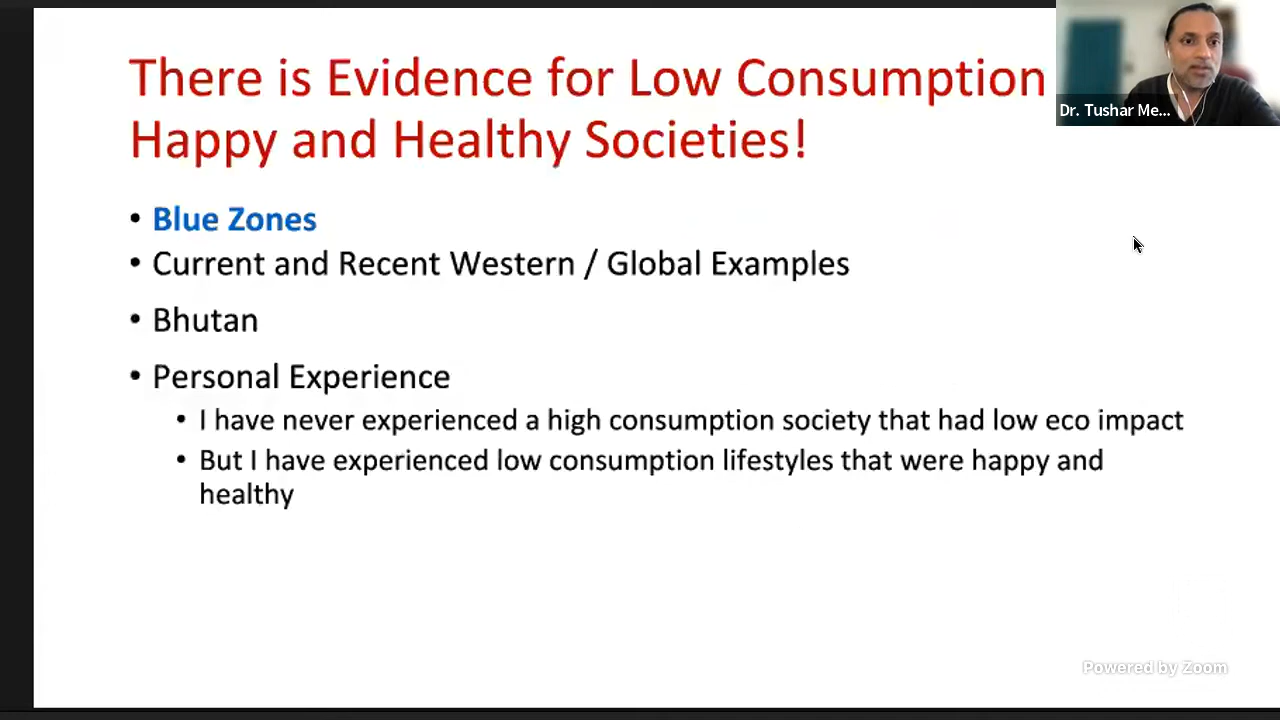 There is Evidence for Low Consumption
Happy and Healthy Societies!
Dr. Tushar Me...
• Blue Zones
• Current and Recent Western / Global Examples
• Bhutan
• Personal Experience
• I have never experienced a high consumption society that had low eco impact
• But I have experienced low consumption lifestyles that were happy and
healthy
Powered by Zoom